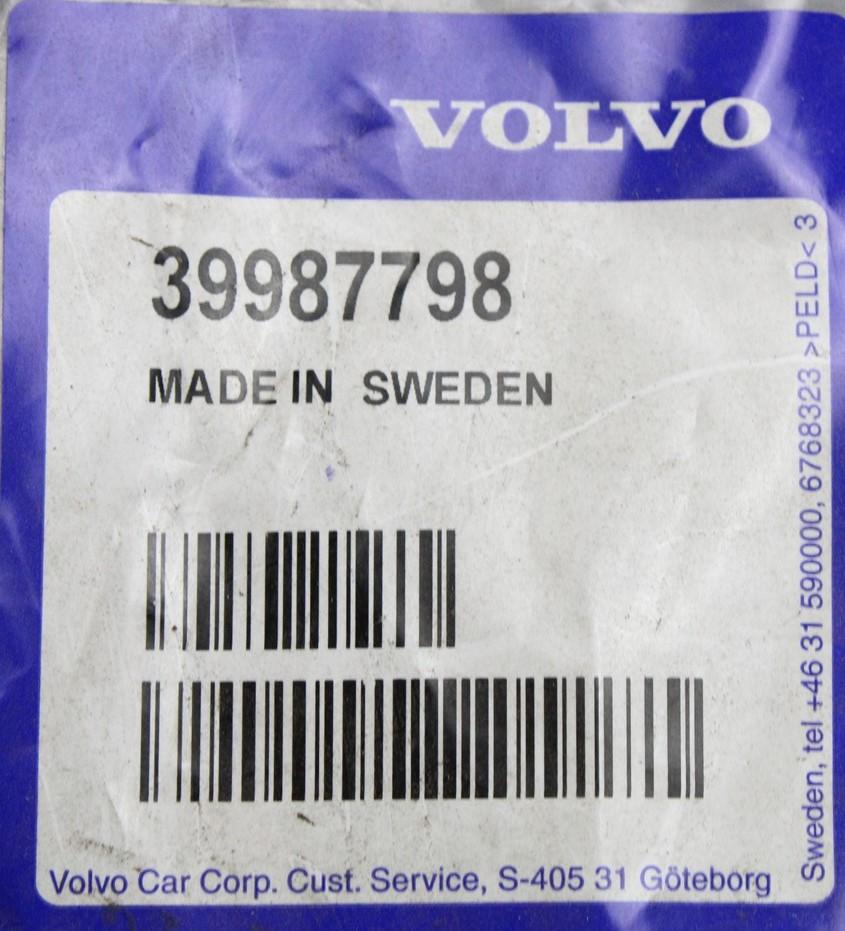 VOLVO
39987798
MADE IN SWEDEN
Volvo Car Corp. Cust. Service, S-405 31 Göteborg
Sweden, tel +46 31 590000, 6768323 >PELD< 3